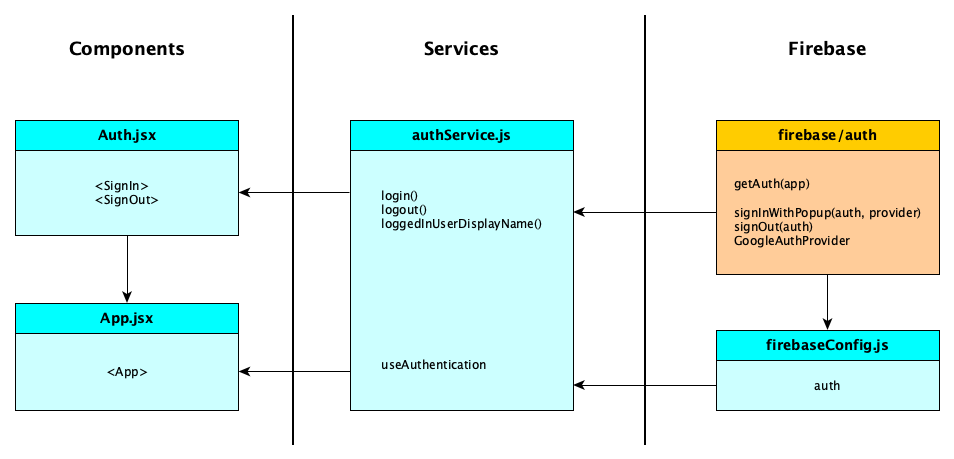 Components
Services
Firebase
Auth.jsx
<SignIn>
<SignOut>
App.jsx
<App>
authService.js
login()
logout()
loggedInUserDisplayName()
useAuthentication
firebase/auth
getAuth(app)
signInWithPopup(auth, provider)
signOut(auth)
GoogleAuthProvider
firebaseConfig.js
auth